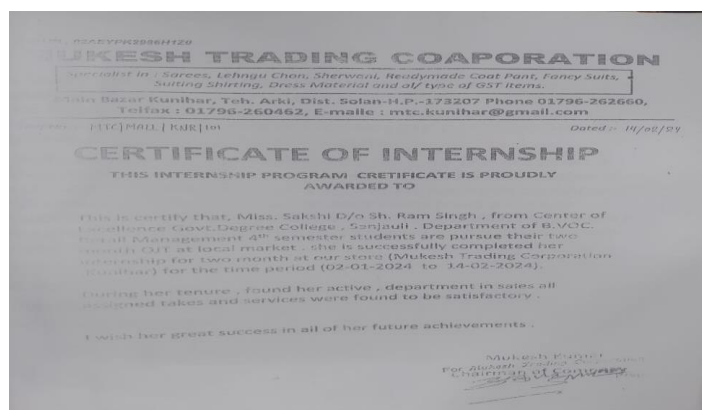 MUKESH TRADING COAPORATION
Specialist in : Sarees, Lehngu Chon, Sherwani, Readymade Coat Pant, Fancy Suits,
Suiting Shirting, Dress Material and al/ type of GST items.
Main Bazar Kunihar, Teh. Arki, Dist. Solan-H.P.-173207 Phone 01796-262660,
Telfax : 01796-260462, E-maile : mtc.kunihar@gmail.com
Dated :- 14/02/24
CERTIFICATE OF INTERNSHIP
THIS INTERNSHIP PROGRAM CRETIFICATE IS PROUDLY
AWARDED TO
This is certify that, Miss. Sakshi D/o Sh. Ram Singh , from Center of
Excellence Govt.Degree College , Sanjauli . Department of B.VOC.
Retail Management 4th semester students are pursue their two
month OJT at local market . she is successfully completed her
internship for two month at our store (Mukesh Trading Corporation
Kunihar) for the time period (02-01-2024 to 14-02-2024).
During her tenure , found her active , department in sales all
assigned takes and services were found to be satisfactory .
I wish her great success in all of her future achievements .
Mukesh Kumar
For Mukesh Trading Corporation
Chairman of Company